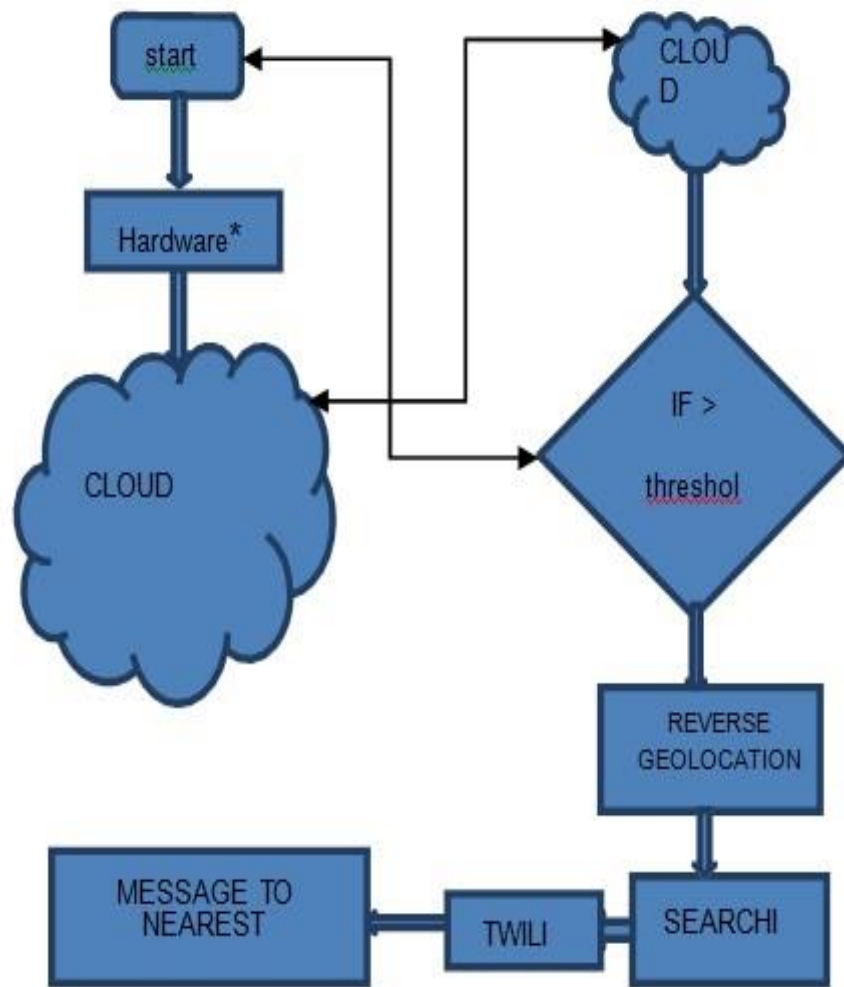 start
Hardware*
CLOUD
CLOU
D
IF >
threshol
REVERSE
GEOLOCATION
SEARCHI
TWILI
MESSAGE TO
NEAREST